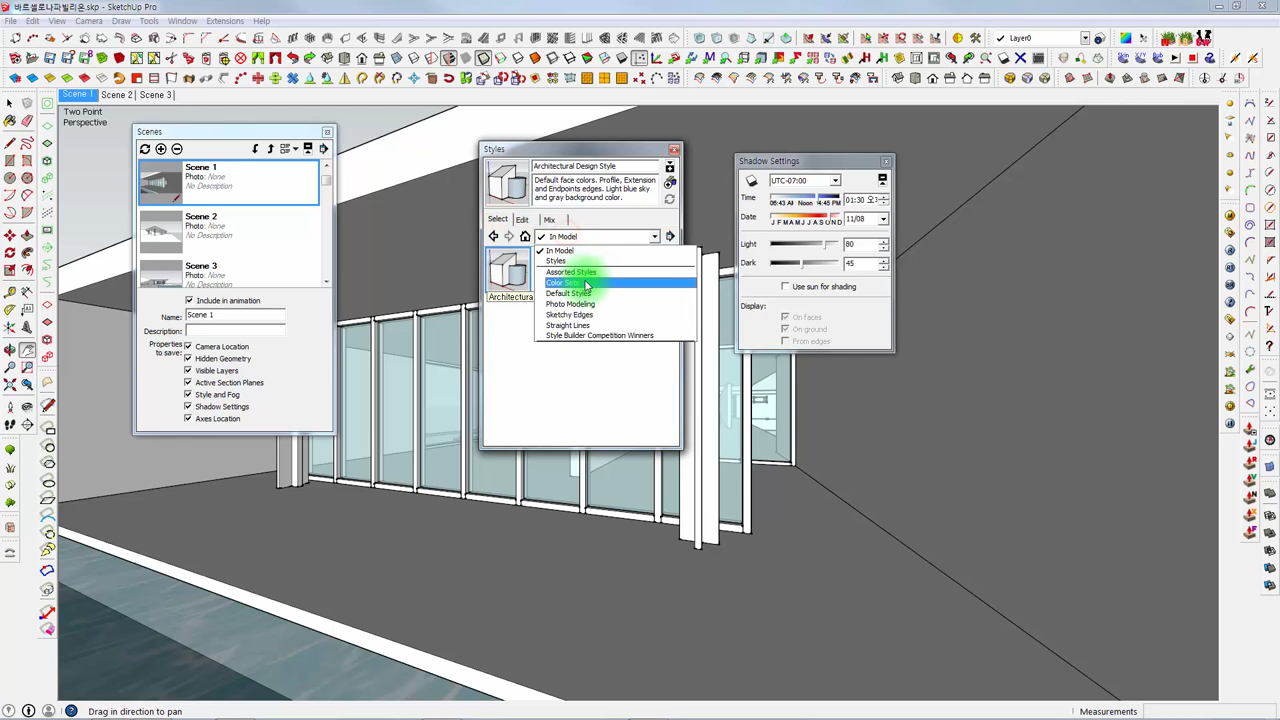 바르셀로나파빌리온.skp - SketchUp Pro
File Edit View Camera Draw Tools Window Extensions Help
Layer0
Scene 1 Scene 2 Scene 3
Two Point
Perspective
Scenes
Scene 1
Photo: None
No Description
Scene 2
Photo: None
No Description
Scene 3
Photo: None
Include in animation
Name: Scene 1
Description:
Properties
to save:
Camera Location
Hidden Geometry
Visible Layers
Active Section Planes
Style and Fog
Shadow Settings
Axes Location
Styles
Architectural Design Style
Default face colors. Profile, Extension
and Endpoints edges. Light blue sky
and gray background color.
Select Edit Mix
In Model
In Model
Styles
Assorted Styles
Color Sets
Default Styles
Photo Modeling
Sketchy Edges
Straight Lines
Style Builder Competition Winners
Architectura
Shadow Settings
UTC-07:00
Time 06:43 AM Noon 4:45 PM 01:30 오후
Date J F M A M J J A S O N D 11/08
Light 80
Dark 45
Use sun for shading
Display:
On faces
On ground
From edges
Drag in direction to pan
Measurements